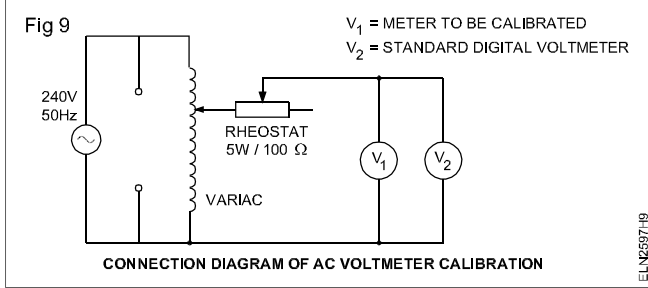 Fig 9
V1 = METER TO BE CALIBRATED
V2 = STANDARD DIGITAL VOLTMETER
240V
50Hz
RHEOSTAT
5W / 100 Ω
V1
V2
VARIAC
CONNECTION DIAGRAM OF AC VOLTMETER CALIBRATION
ELN2597H9